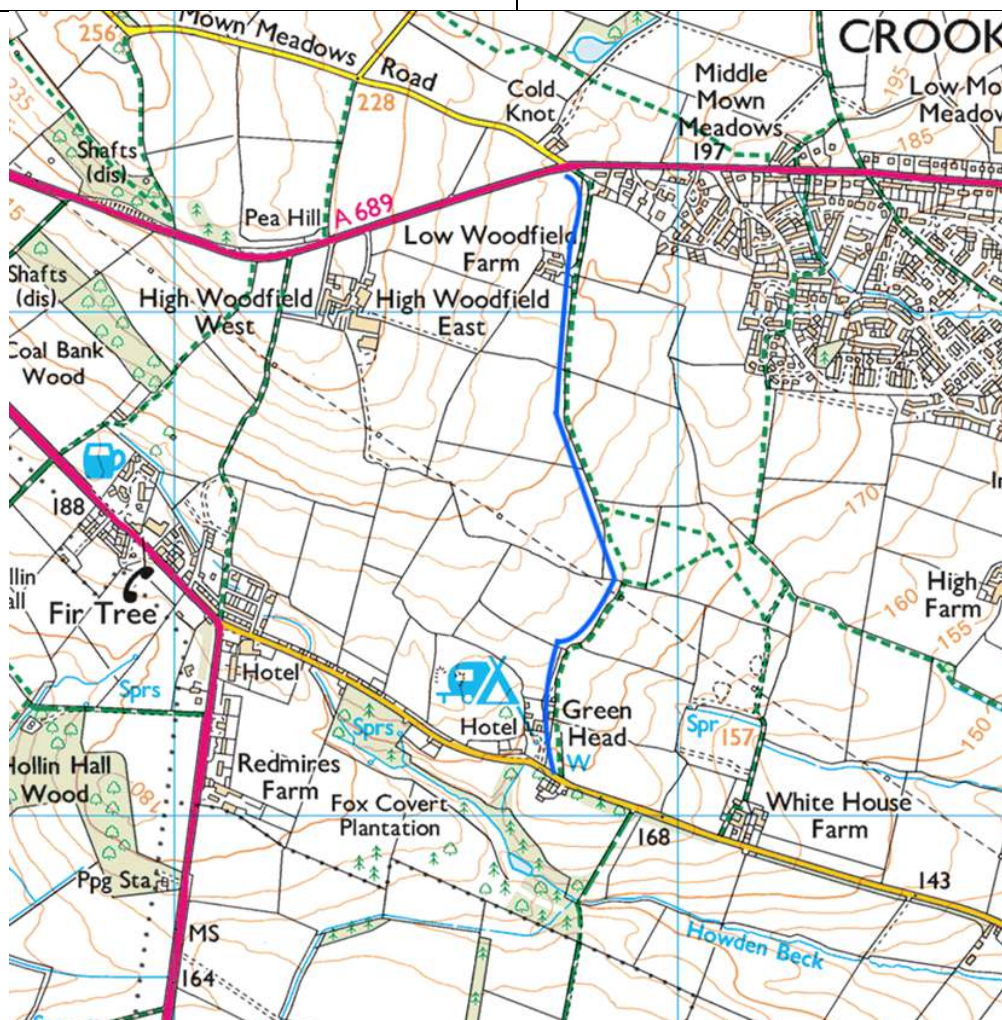 256
Mown Meadows Road
CROOK
228
Cold
Knot
Middle
Mown
Meadows
197
195
Meadow
185
235
Shafts
(dis)
Pea Hill
A 689
Low Woodfield
Farm
Shafts
(dis)
High Woodfield
West
High Woodfield
East
Coal Bank
Wood
188
170
Fir Tree
High
Farm
160
155
Hotel
Sprs
Sprs
Hotel
Green
Head
W
Spr
157
150
Hollin Hall
Wood
Redmires
Farm
Fox Covert
Plantation
White House
Farm
168
143
Ppg Sta
MS
164
Howden Beck